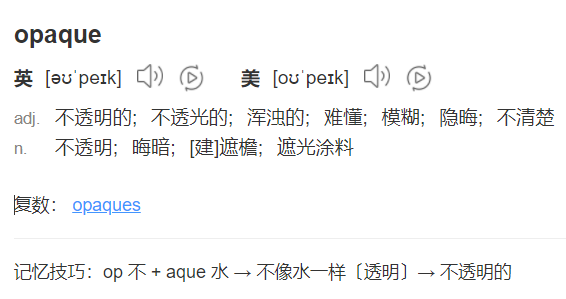 opaque
英 [əʊˈpeɪk] 美 [oʊˈpeɪk]
adj. 不透明的；不透光的；浑浊的；难懂；模糊；隐晦；不清楚
n. 不透明；晦暗；[建]遮檐；遮光涂料
复数： opaques
记忆技巧：op 不 + aque 水 → 不像水一样〔透明〕→ 不透明的